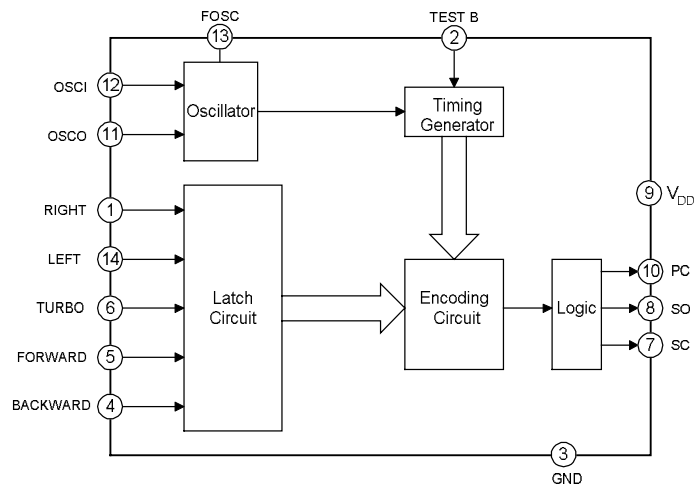 FOSC
13
TEST B
2
OSCI
12
Oscillator
Timing
Generator
OSCO
11
RIGHT
1
9
VDD
LEFT
14
10
PC
TURBO
6
Latch
Circuit
Encoding
Circuit
Logic
8
SO
FORWARD
5
7
SC
BACKWARD
4
3
GND